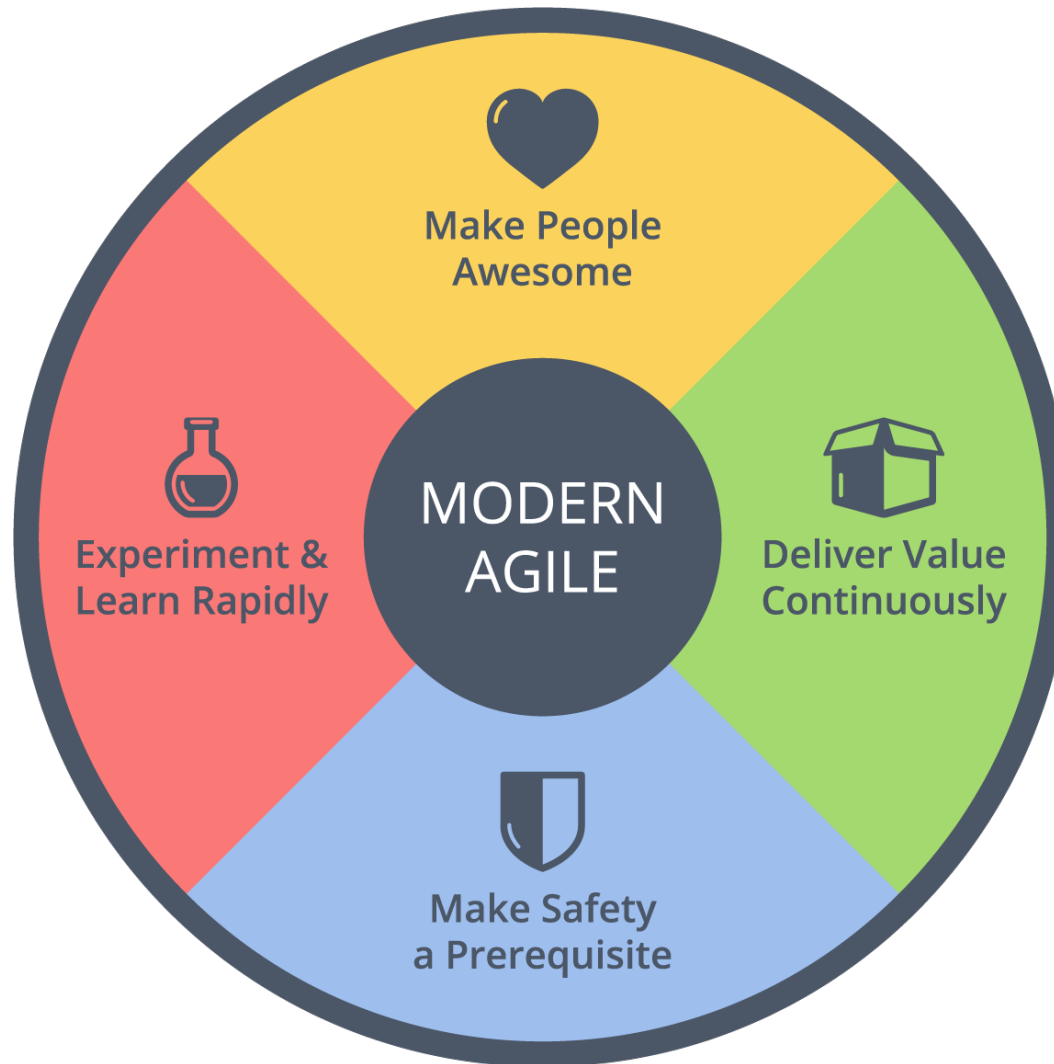 Make People
Awesome
Experiment &
Learn Rapidly
MODERN
AGILE
Deliver Value
Continuously
Make Safety
a Prerequisite